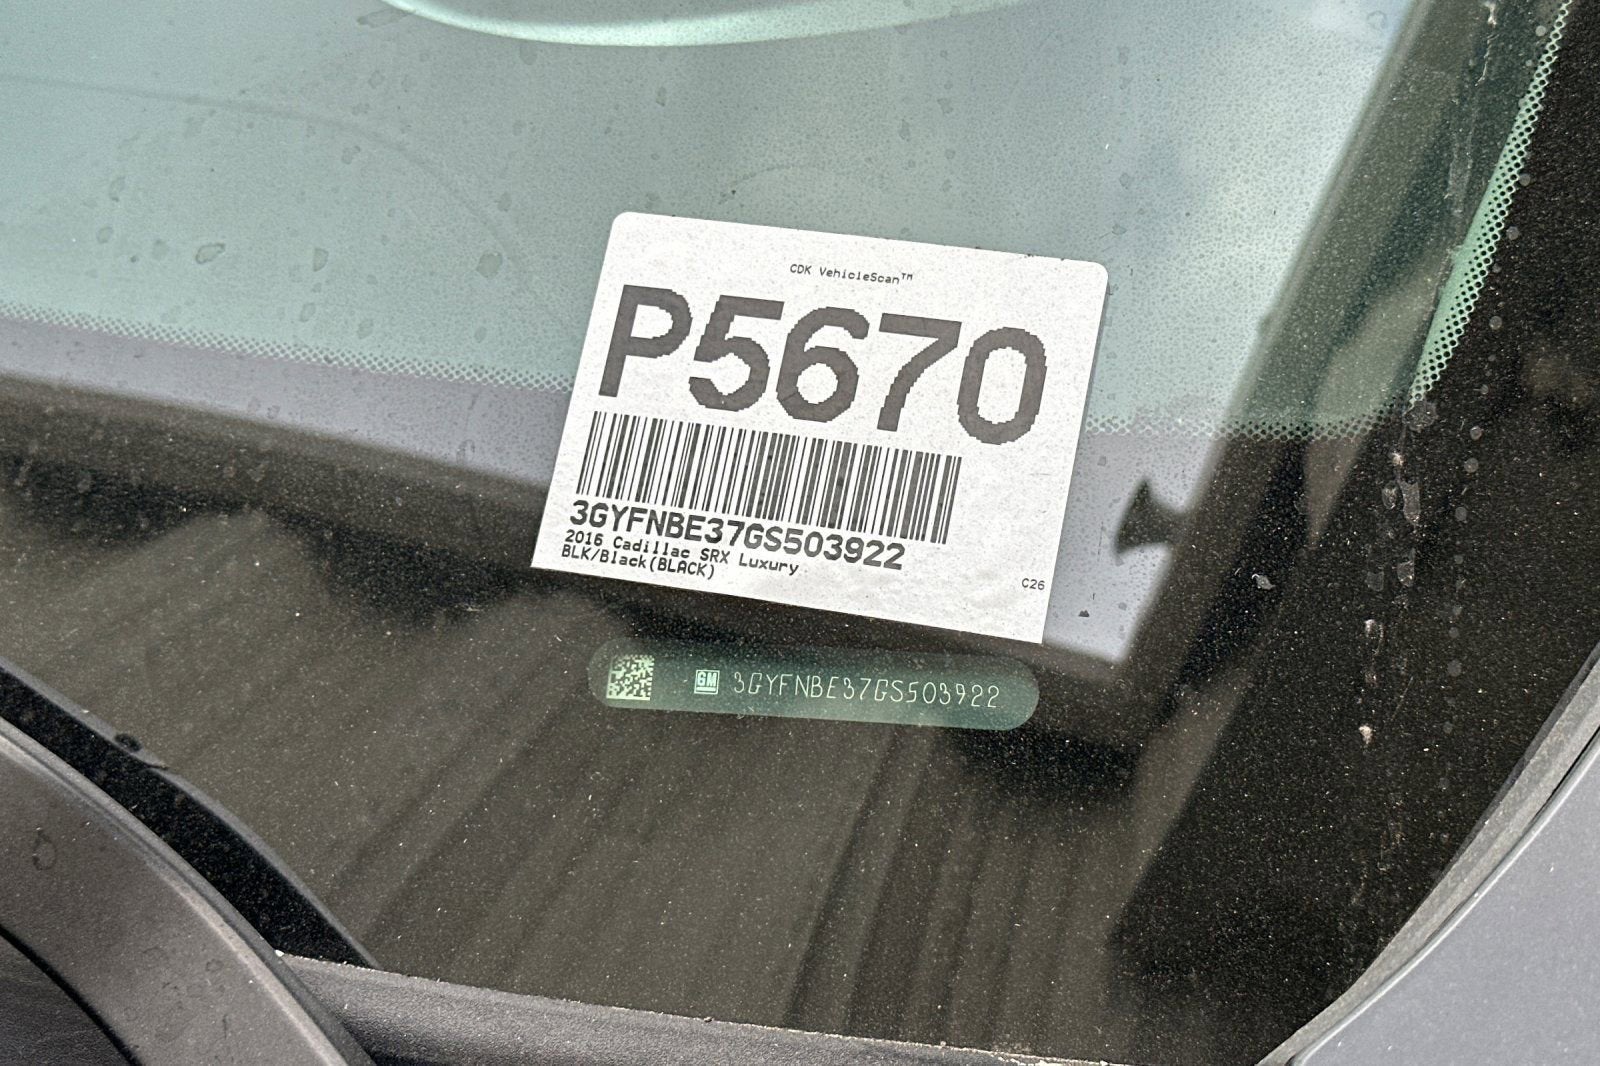 CDK VehicleScan™
P5670
3GYFNBE37GS503922
2016 Cadillac SRX Luxury
BLK/Black(BLACK)
C26
GM 3GYFNBE37GS503922